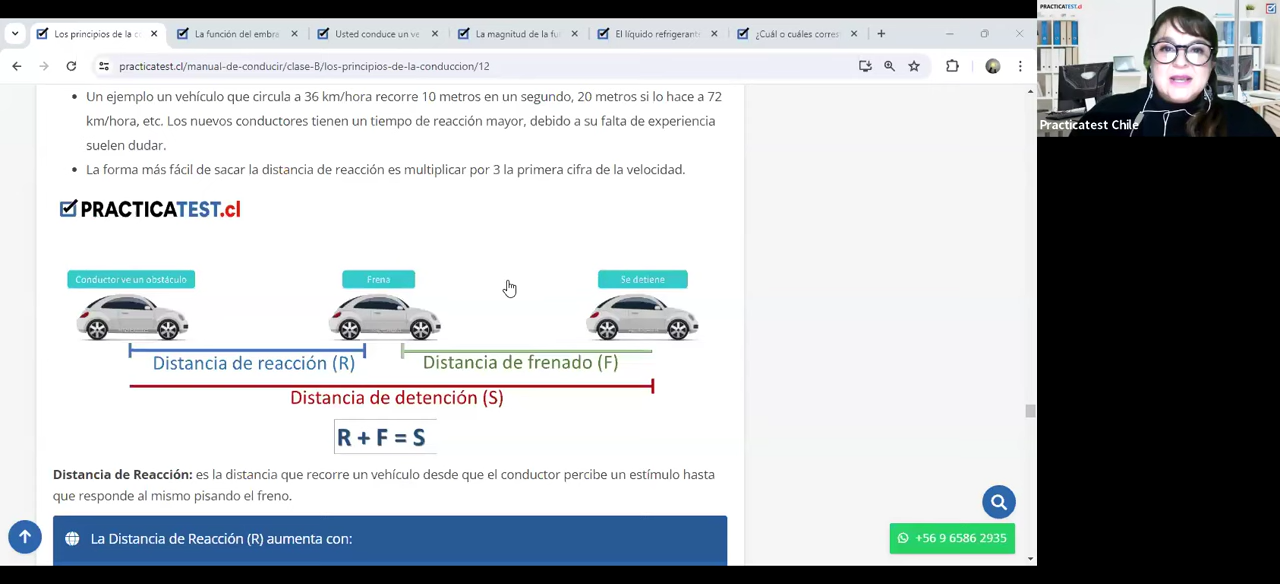 Los principios de la c
La función del embra
Usted conduce un ve
La magnitud de la fu
El líquido refrigerante
¿Cuál o cuáles corres
practicatest.cl/manual-de-conducir/clase-B/los-principios-de-la-conduccion/12
PRACTICATEST.cl
Practicatest Chile
Un ejemplo un vehículo que circula a 36 km/hora recorre 10 metros en un segundo, 20 metros si lo hace a 72
km/hora, etc. Los nuevos conductores tienen un tiempo de reacción mayor, debido a su falta de experiencia
suelen dudar.
La forma más fácil de sacar la distancia de reacción es multiplicar por 3 la primera cifra de la velocidad.
PRACTICATEST.cl
Conductor ve un obstáculo
Frena
Se detiene
Distancia de reacción (R)
Distancia de frenado (F)
Distancia de detención (S)
R + F = S
Distancia de Reacción: es la distancia que recorre un vehículo desde que el conductor percibe un estímulo hasta
que responde al mismo pisando el freno.
La Distancia de Reacción (R) aumenta con:
+56 9 6586 2935